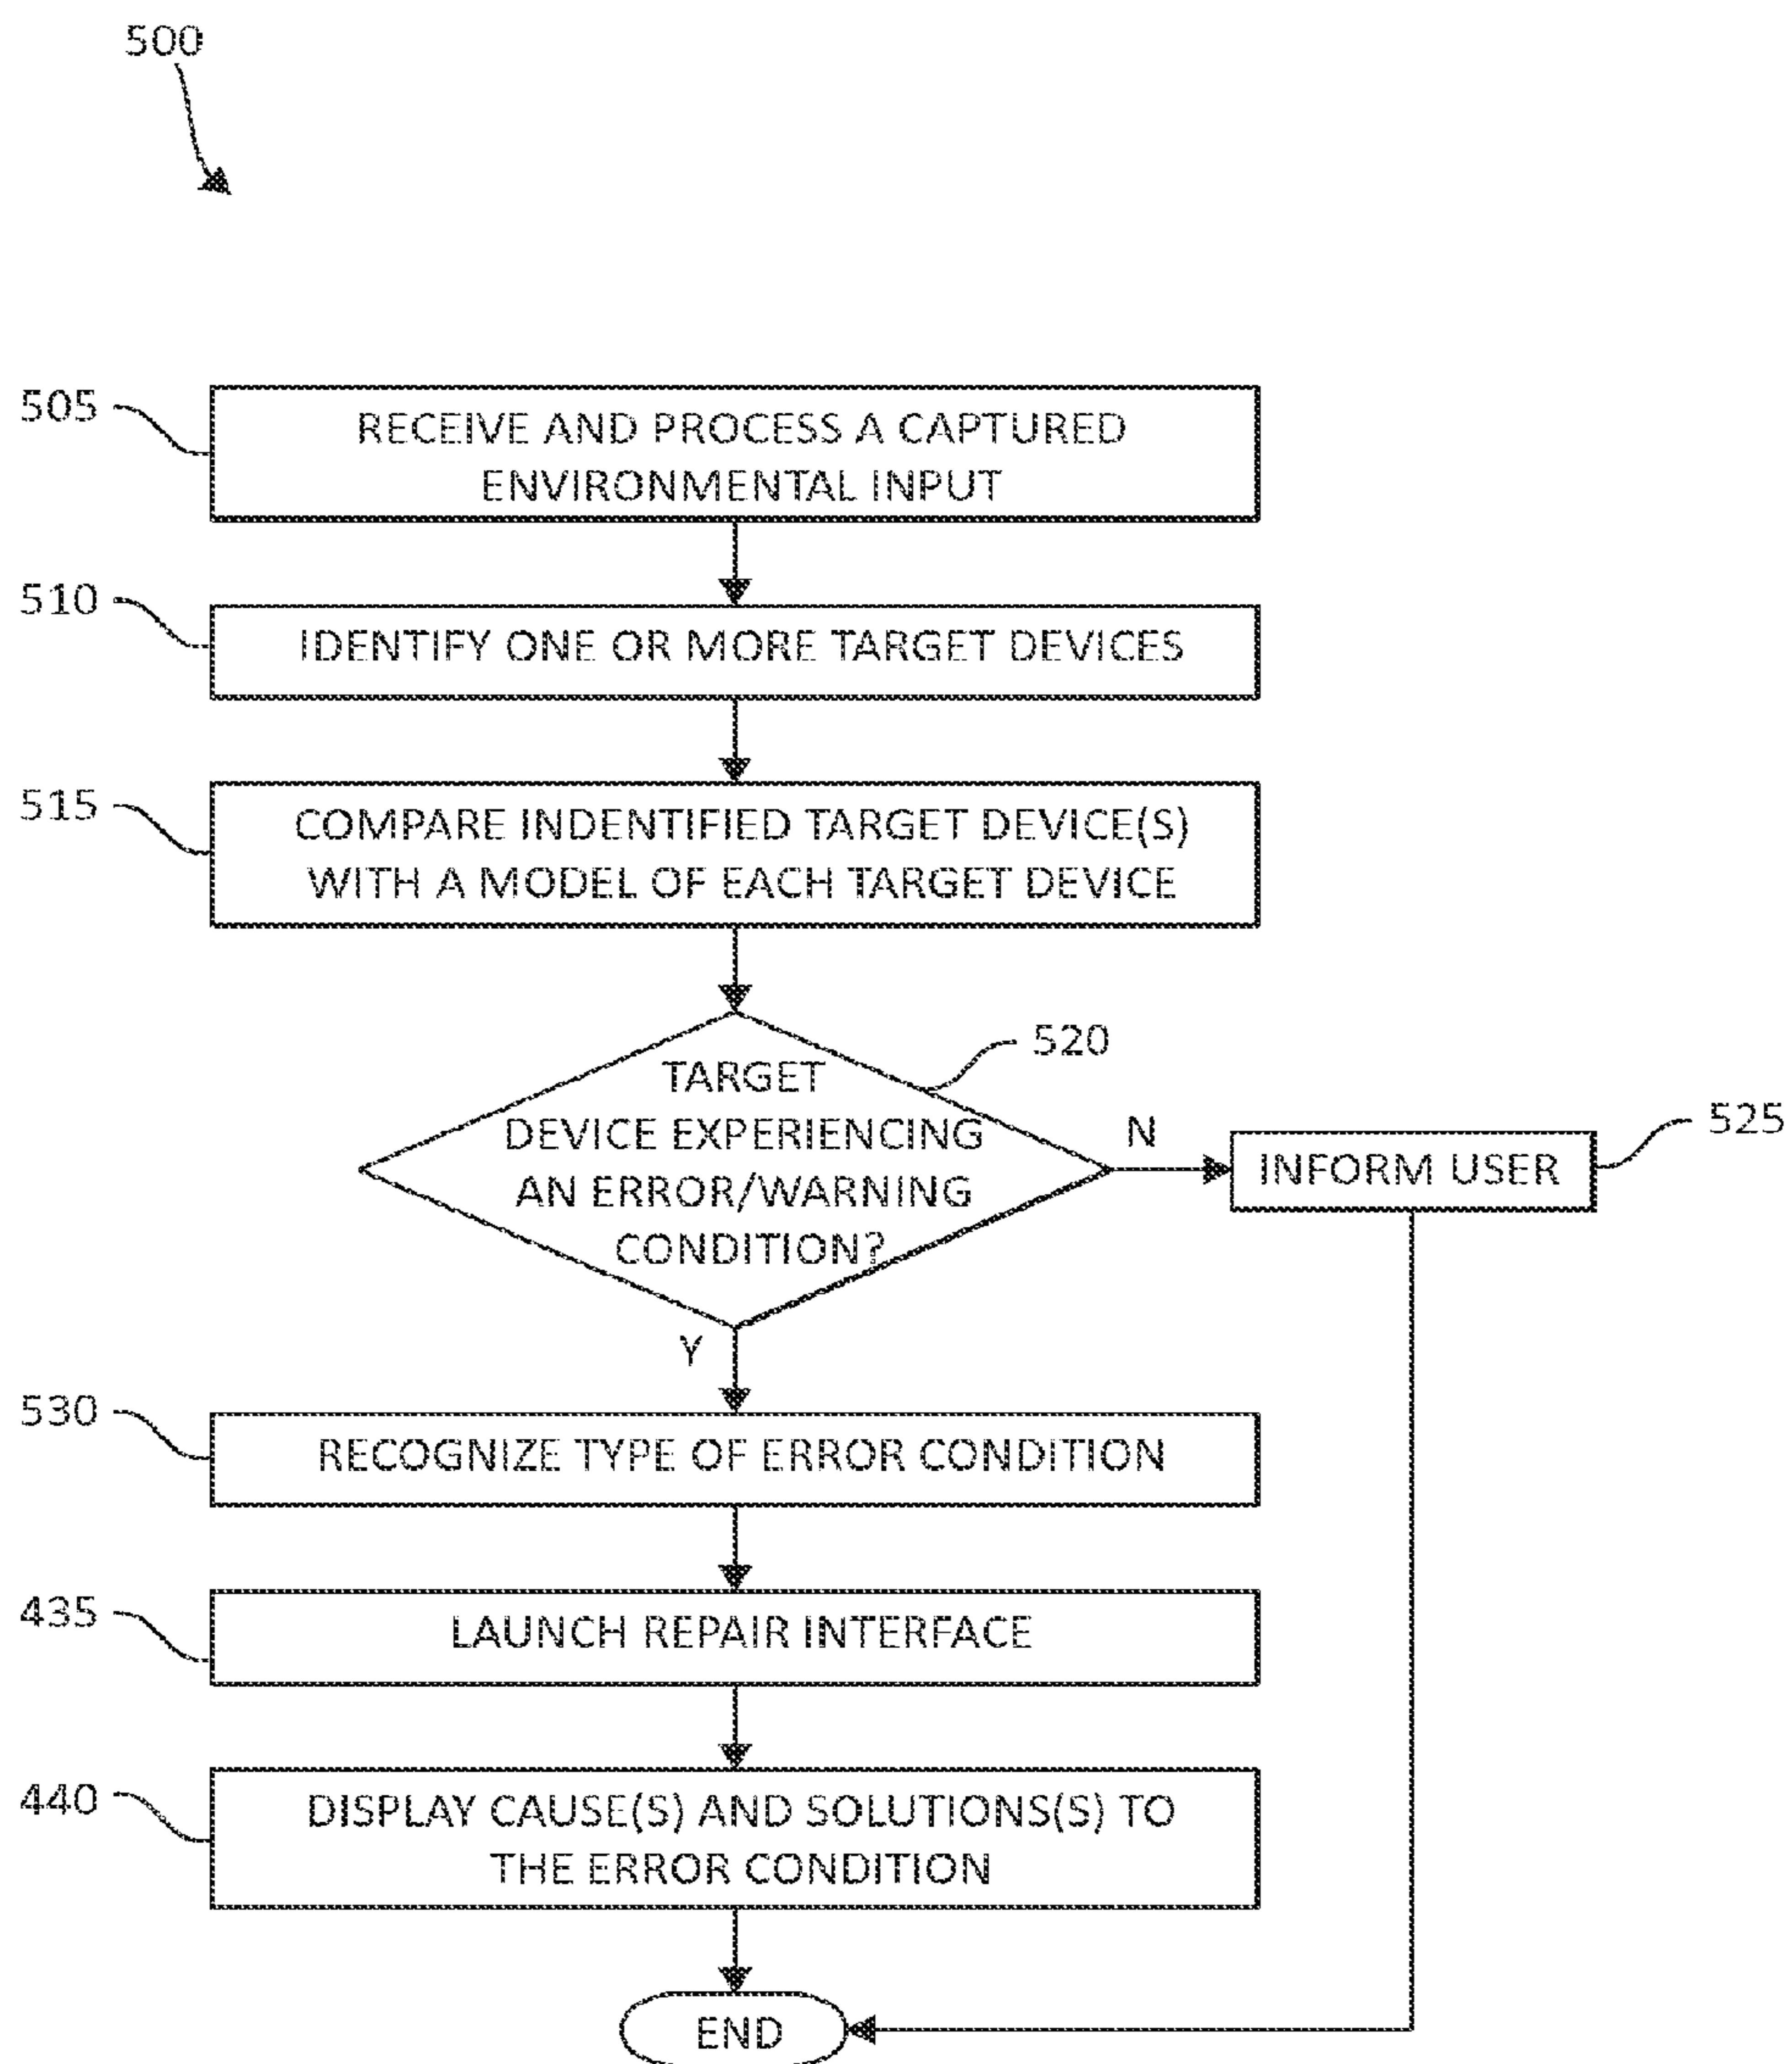 500
505
RECEIVE AND PROCESS A CAPTURED
ENVIRONMENTAL INPUT
510
IDENTIFY ONE OR MORE TARGET DEVICES
515
COMPARE INDENTIFIED TARGET DEVICE(S)
WITH A MODEL OF EACH TARGET DEVICE
520
TARGET
DEVICE EXPERIENCING
AN ERROR/WARNING
CONDITION?
N
525
INFORM USER
Y
530
RECOGNIZE TYPE OF ERROR CONDITION
435
LAUNCH REPAIR INTERFACE
440
DISPLAY CAUSE(S) AND SOLUTIONS(S) TO
THE ERROR CONDITION
END